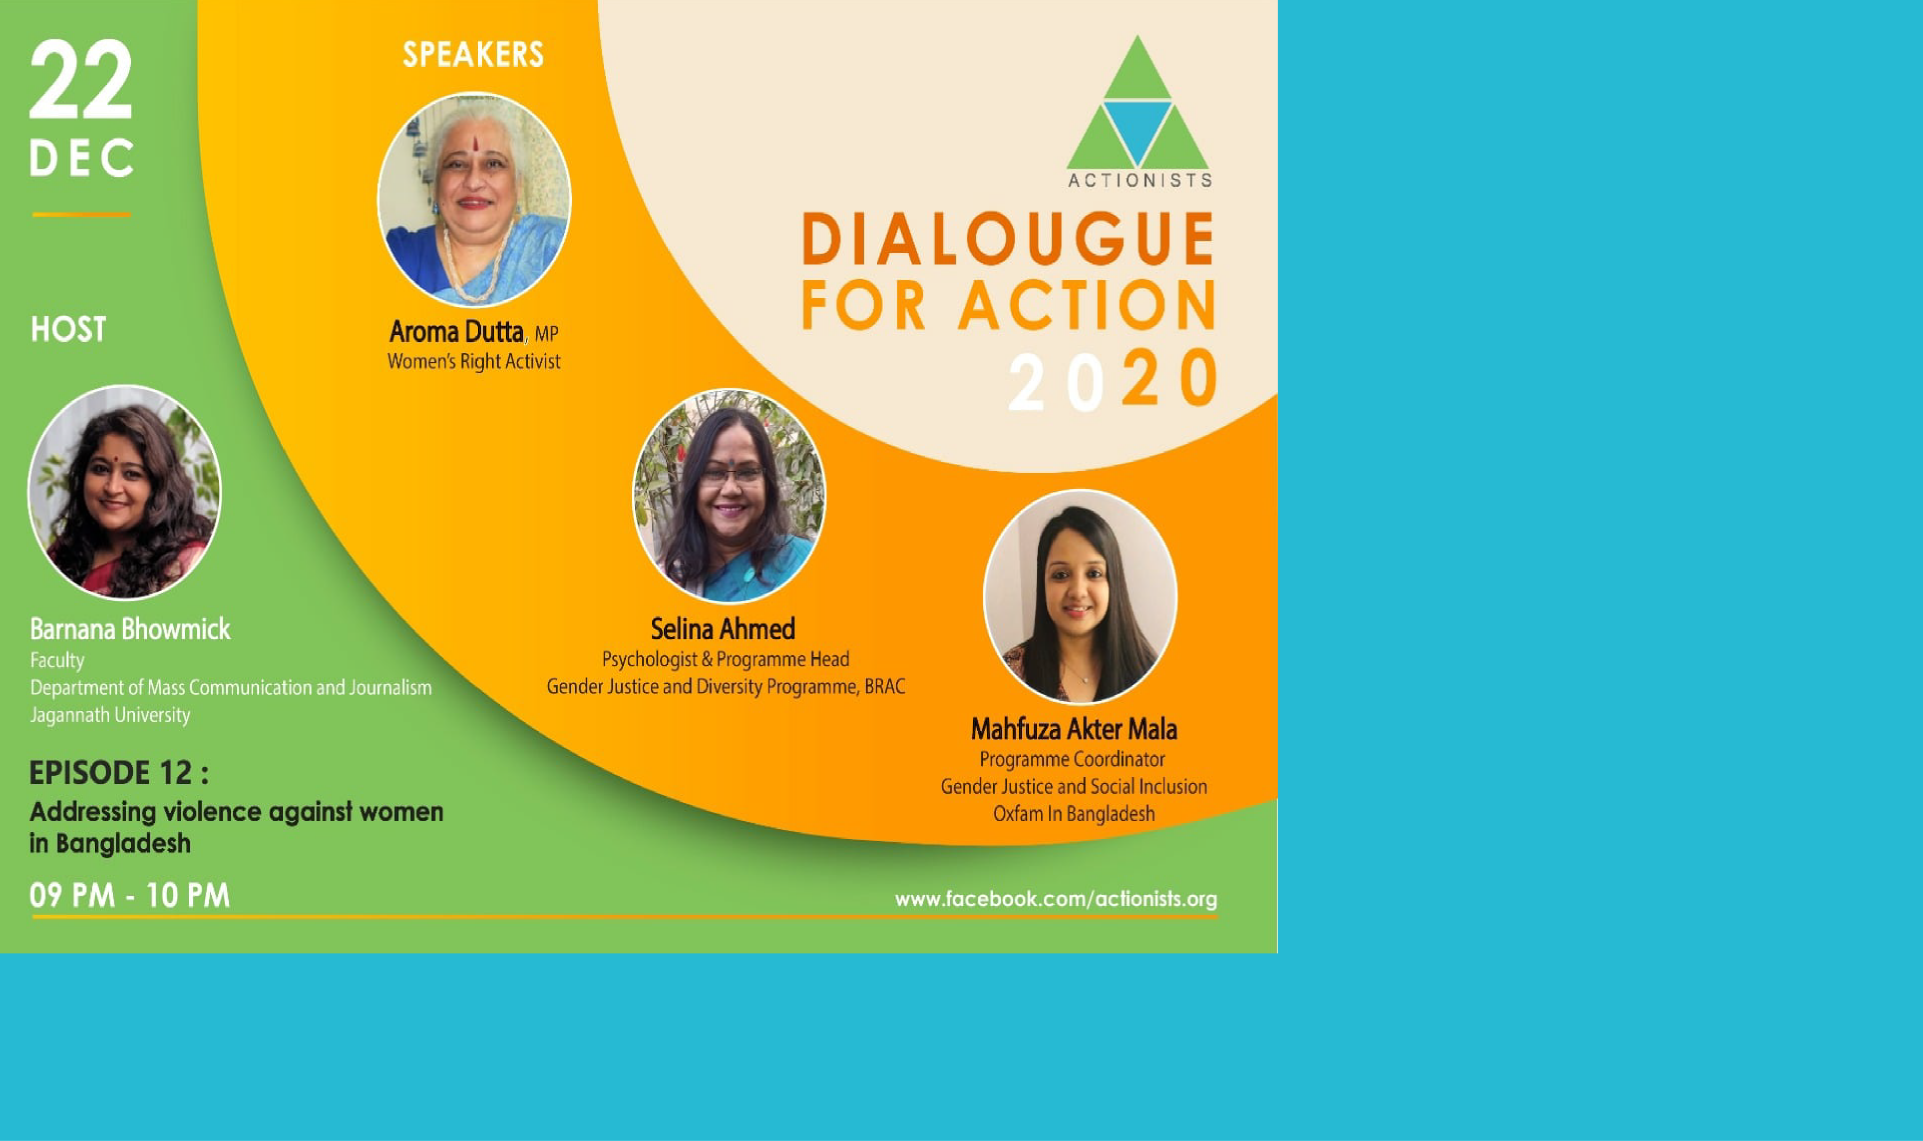 22
DEC
HOST
Barnana Bhowmick
Faculty
Department of Mass Communication and Journalism
Jagannath University
EPISODE 12 :
Addressing violence against women
in Bangladesh
09 PM - 10 PM
SPEAKERS
Aroma Dutta, MP
Women's Right Activist
Selina Ahmed
Psychologist & Programme Head
Gender Justice and Diversity Programme, BRAC
Mahfuza Akter Mala
Programme Coordinator
Gender Justice and Social Inclusion
Oxfam In Bangladesh
ACTIONISTS
DIALOUGUE
FOR ACTION
2020
www.facebook.com/actionists.org